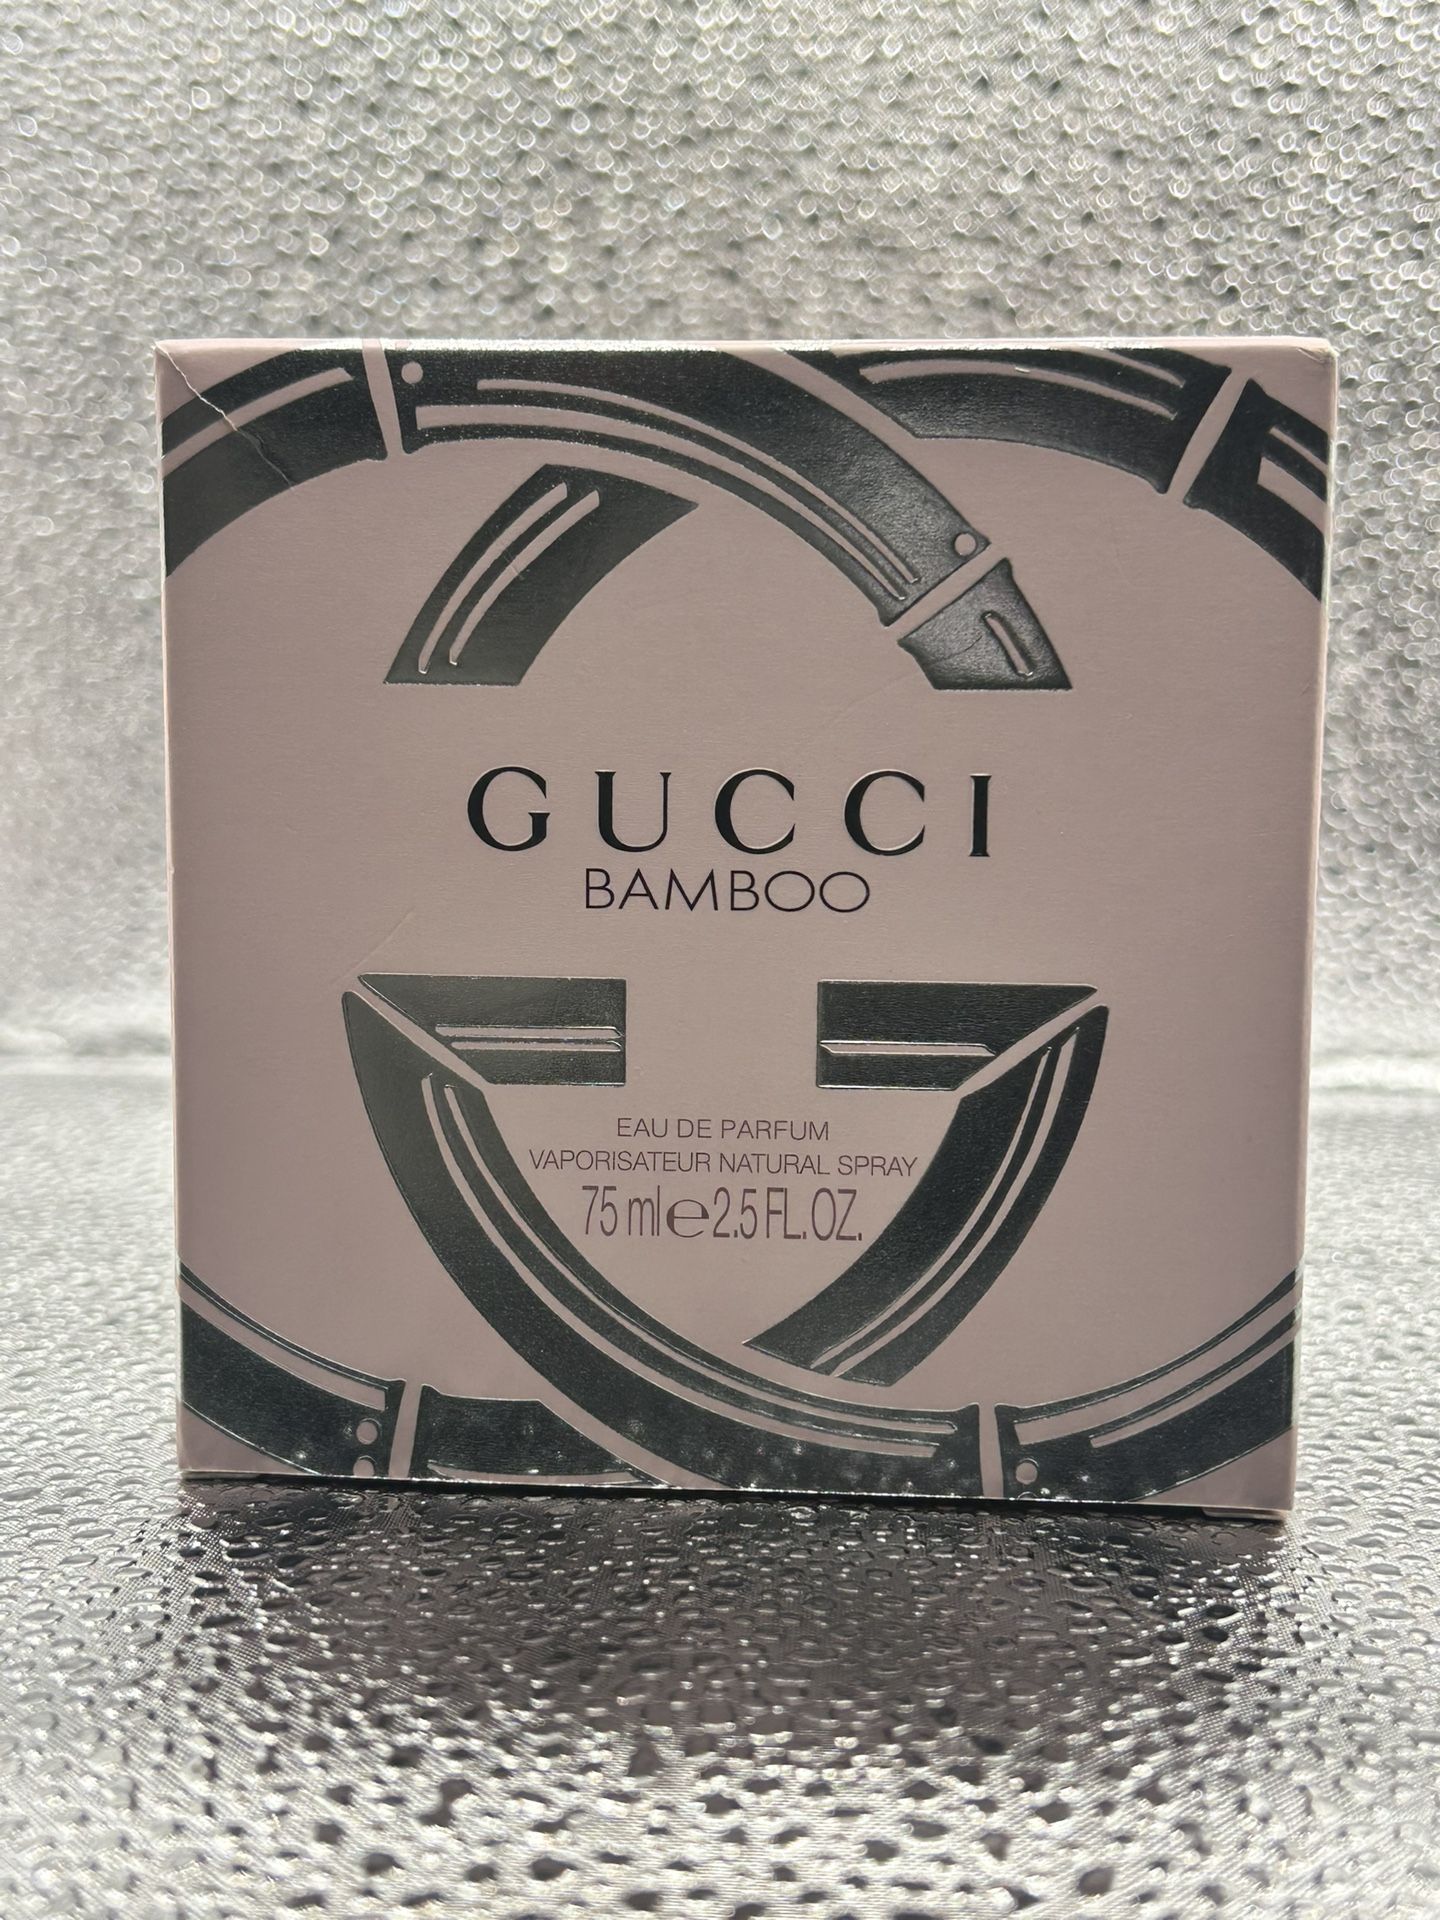 GUCCI
BAMBOO
EAU DE PARFUM
VAPORISATEUR NATURAL SPRAY
75 ml e 2.5 FL.OZ.